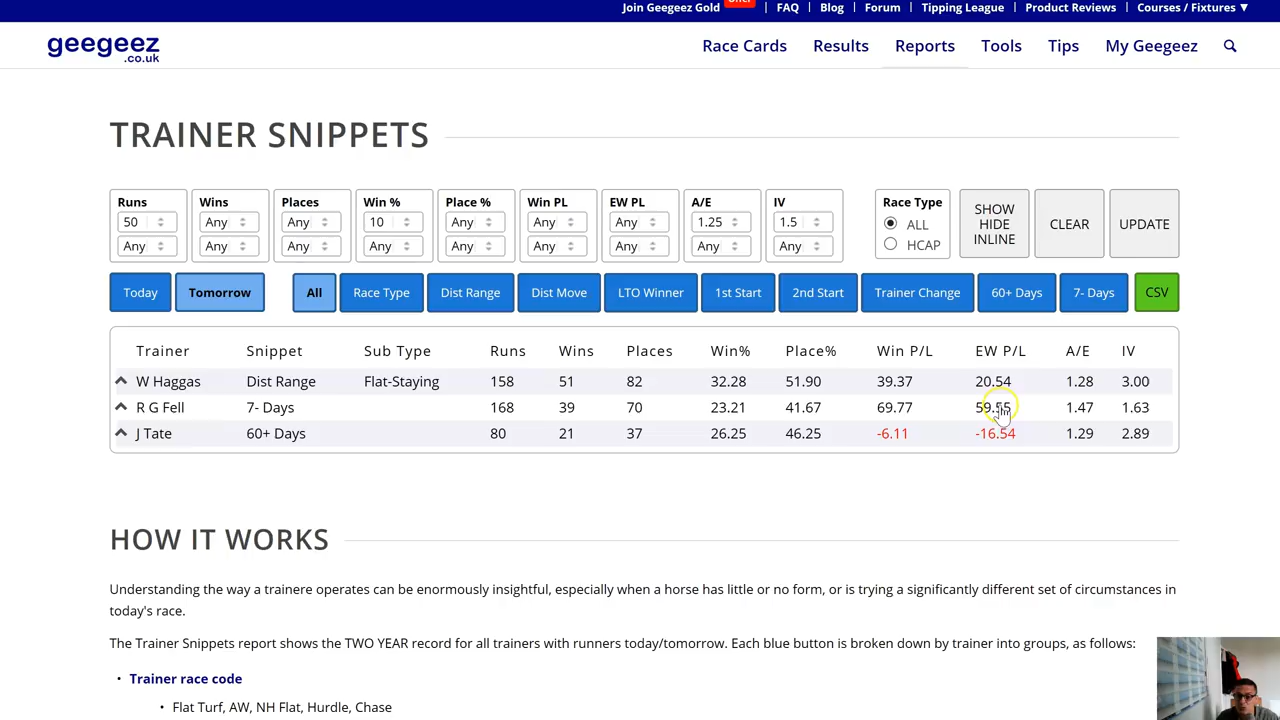 Join Geegeez Gold | FAQ | Blog | Forum | Tipping League | Product Reviews | Courses / Fixtures ▼
geegeez
.co.uk
Race Cards Results Reports Tools Tips My Geegeez
TRAINER SNIPPETS
Runs Wins Places Win % Place % Win PL EW PL A/E IV Race Type
50 Any Any 10 Any Any Any 1.25 1.5 ALL
Any Any Any Any Any Any Any Any Any HCAP
SHOW
HIDE
INLINE
CLEAR
UPDATE
Today Tomorrow All Race Type Dist Range Dist Move LTO Winner 1st Start 2nd Start Trainer Change 60+ Days 7- Days CSV
Trainer Snippet Sub Type Runs Wins Places Win% Place% Win P/L EW P/L A/E IV
W Haggas Dist Range Flat-Staying 158 51 82 32.28 51.90 39.37 20.54 1.28 3.00
R G Fell 7- Days 168 39 70 23.21 41.67 69.77 1.47 1.63
J Tate 60+ Days 80 21 37 26.25 46.25 -6.11 -16.54 1.29 2.89
HOW IT WORKS
Understanding the way a trainere operates can be enormously insightful, especially when a horse has little or no form, or is trying a significantly different set of circumstances in
today's race.
The Trainer Snippets report shows the TWO YEAR record for all trainers with runners today/tomorrow. Each blue button is broken down by trainer into groups, as follows:
• Trainer race code
• Flat Turf, AW, NH Flat, Hurdle, Chase